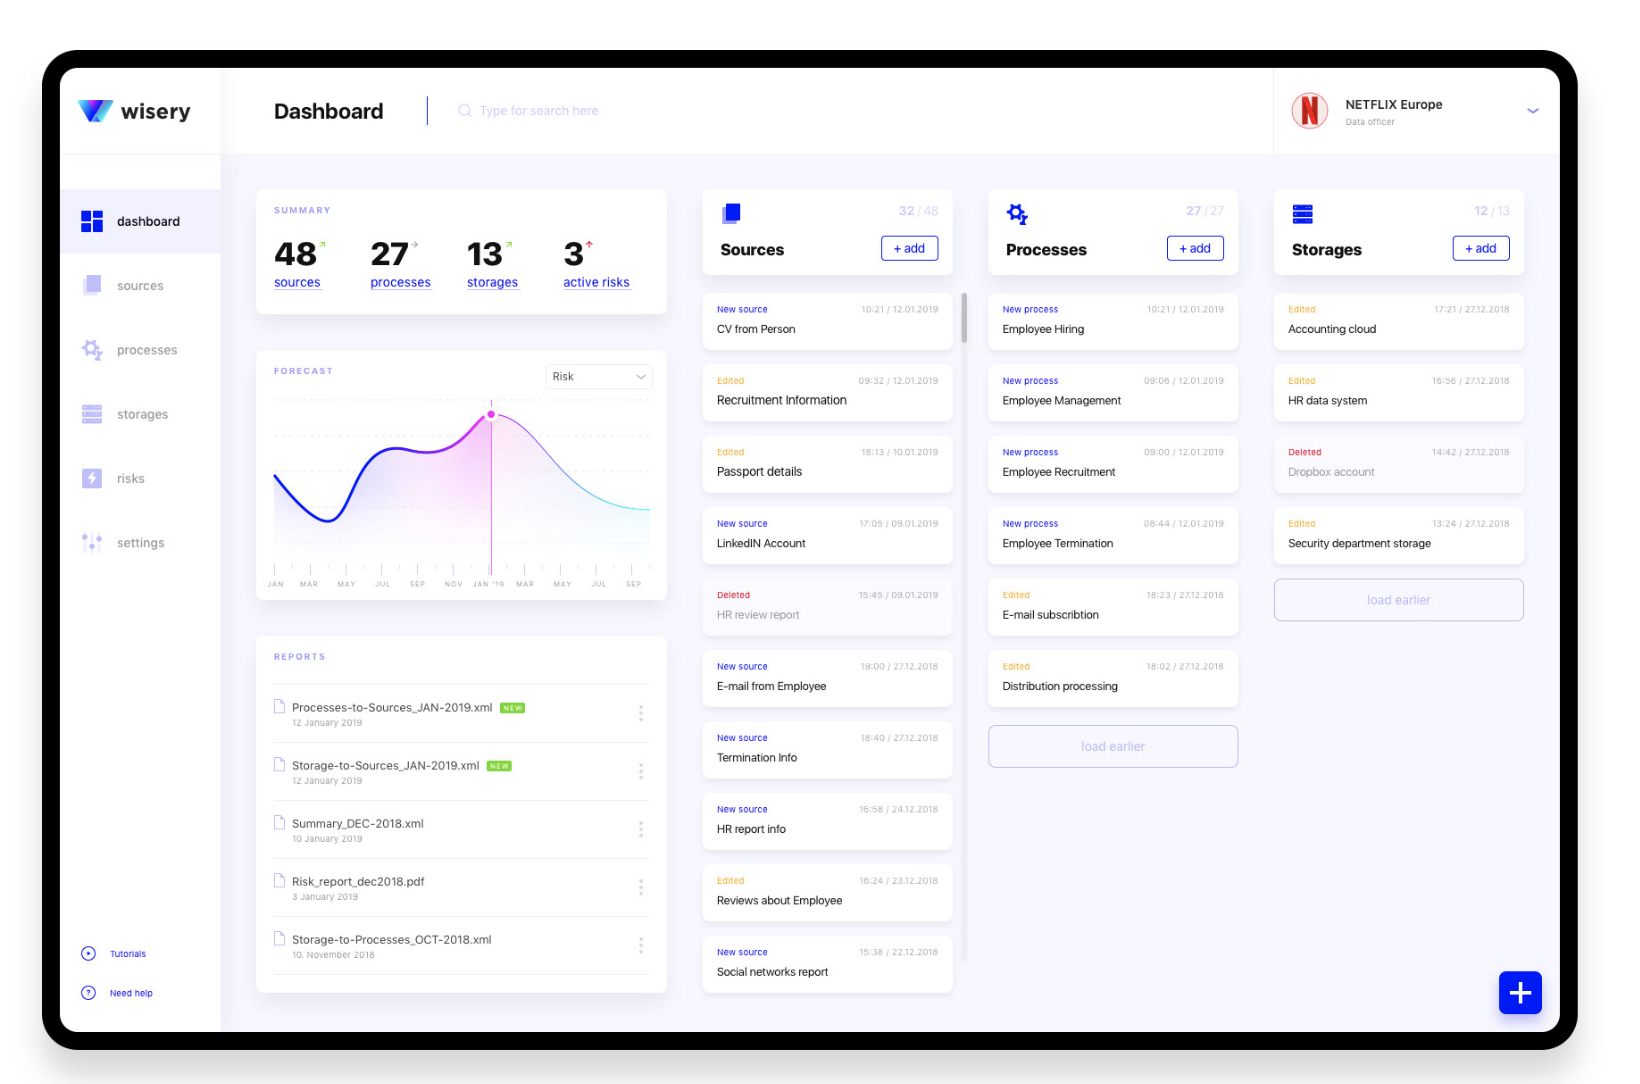 wisery
Dashboard
Type for search here
NETFLIX Europe
Data officer
dashboard
sources
processes
storages
risks
settings
Tutorials
Need help
SUMMARY
48 27 13 3
sources processes storages active risks
FORECAST
Risk
JAN MAR MAY JUL SEP NOV JAN '19 MAR MAY JUL SEP
REPORTS
Processes-to-Sources_JAN-2019.xml NEW
12 January 2019
Storage-to-Sources_JAN-2019.xml NEW
12 January 2019
Summary_DEC-2018.xml
10 January 2019
Risk_report_dec2018.pdf
3 January 2019
Storage-to-Processes_OCT-2018.xml
10. November 2018
32 / 48
Sources + add
New source 10:21 / 12.01.2019
CV from Person
Edited 09:32 / 12.01.2019
Recruitment Information
Edited 18:13 / 10.01.2019
Passport details
New source 17:05 / 09.01.2019
LinkedIN Account
Deleted 15:45 / 09.01.2019
HR review report
New source 19:00 / 27.12.2018
E-mail from Employee
New source 18:40 / 27.12.2018
Termination Info
New source 16:58 / 24.12.2018
HR report info
Edited 16:24 / 23.12.2018
Reviews about Employee
New source 15:38 / 22.12.2018
Social networks report
27 / 27
Processes + add
New process 10:21 / 12.01.2019
Employee Hiring
New process 09:06 / 12.01.2019
Employee Management
New process 09:00 / 12.01.2019
Employee Recruitment
New process 08:44 / 12.01.2019
Employee Termination
Edited 18:23 / 27.12.2018
E-mail subscribtion
Edited 18:02 / 27.12.2018
Distribution processing
load earlier
12 / 13
Storages + add
Edited 17:21 / 27.12.2018
Accounting cloud
Edited 16:56 / 27.12.2018
HR data system
Deleted 14:42 / 27.12.2018
Dropbox account
Edited 13:24 / 27.12.2018
Security department storage
load earlier